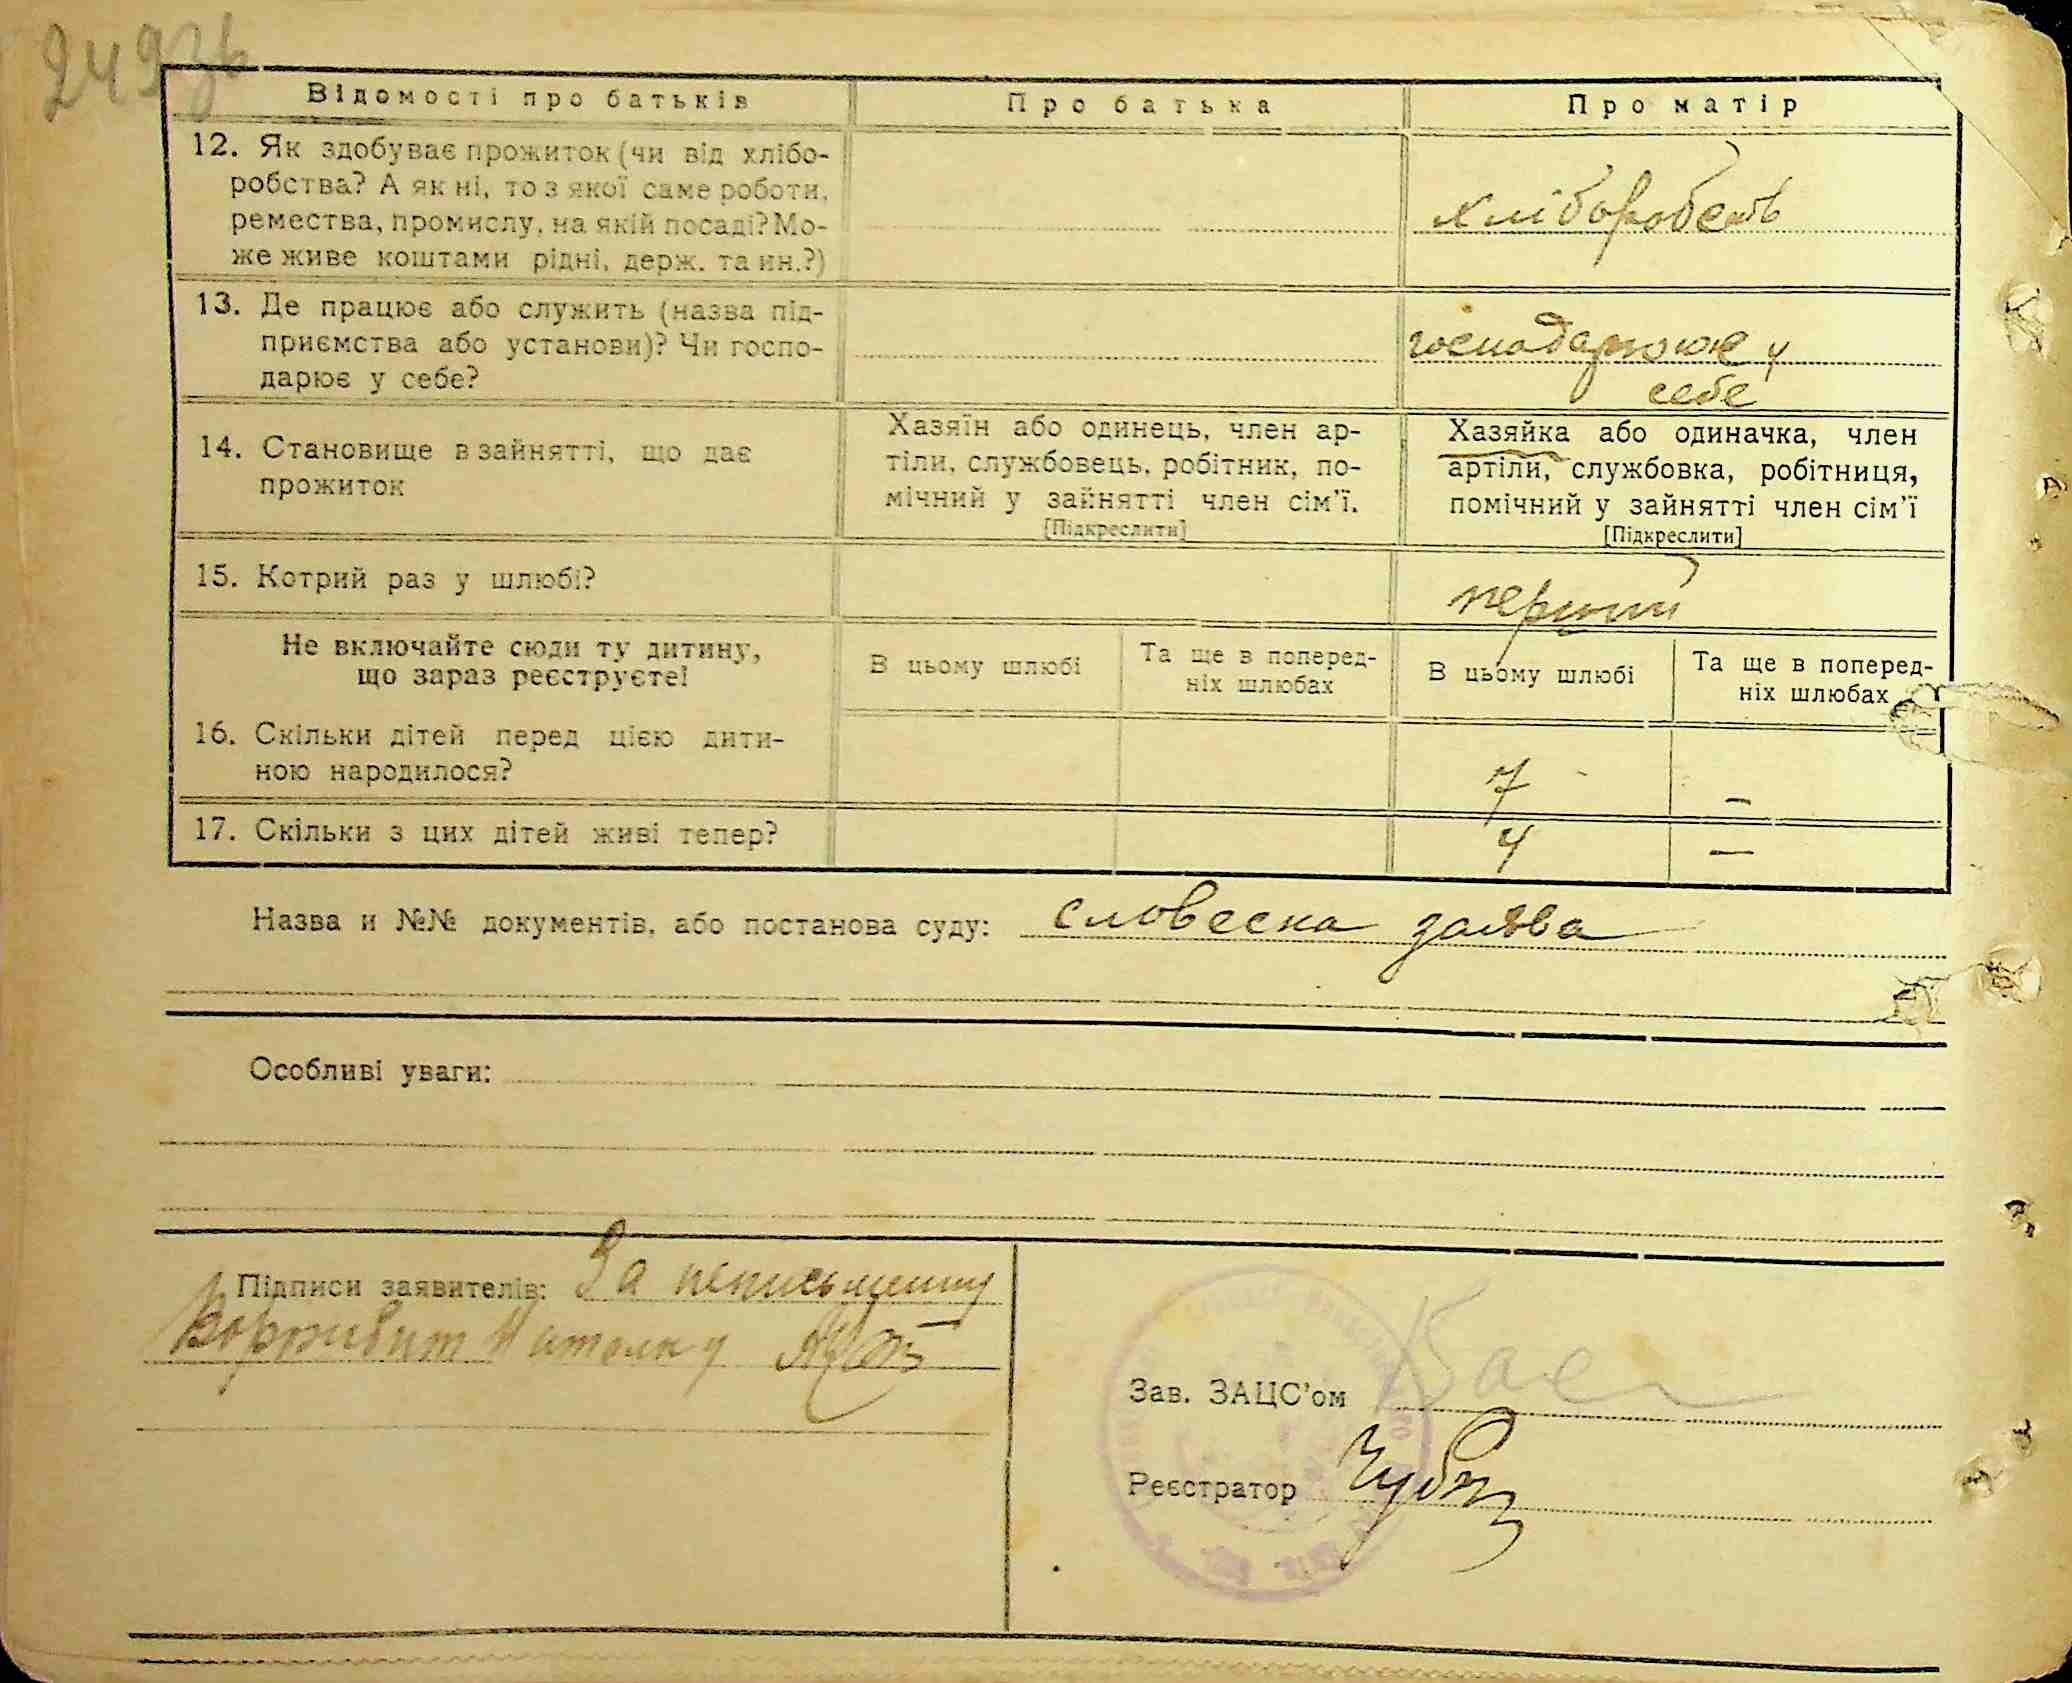 249зв
Відомості про батьків
Про батька
Про матір
12. Як здобуває прожиток (чи від хлібо-
робства? А як ні, то з якої саме роботи,
ремества, промислу, на якій посаді? Мо-
же живе коштами рідні, держ. та ин.?)
хліборобств
13. Де працює або служить (назва під-
приємства або установи)? Чи госпо-
дарює у себе?
господарює у
себе
14. Становище в зайнятті, що дає
прожиток
Хазяїн або одинець, член ар-
тіли, службовець, робітник, по-
мічний у зайнятті член сім'ї.
[Підкреслити]
Хазяйка або одиначка, член
артіли, службовка, робітниця,
помічний у зайнятті член сім'ї
[Підкреслити]
15. Котрий раз у шлюбі?
перший
Не включайте сюди ту дитину,
що зараз реєструєте!
В цьому шлюбі
Та ще в поперед-
ніх шлюбах
В цьому шлюбі
Та ще в поперед-
ніх шлюбах
16. Скільки дітей перед цією дити-
ною народилося?
7
—
17. Скільки з цих дітей живі тепер?
4
—
Назва и №№ документів, або постанова суду: словесна заява
Особливі уваги:
Підписи заявителів: За неписьменну
Наталку
Зав. ЗАЦС'ом
Реєстратор